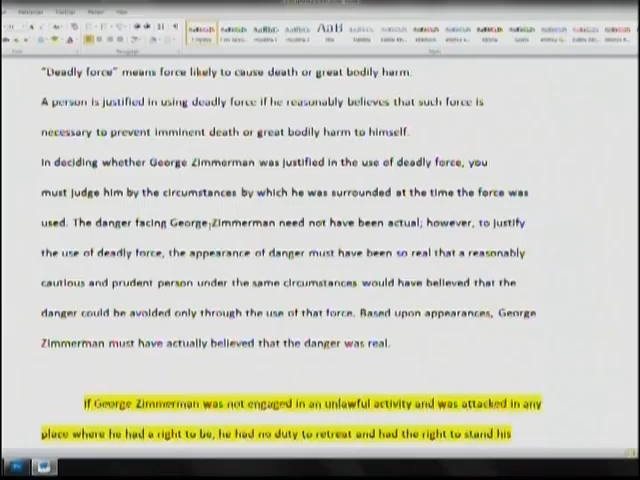 "Deadly force" means force likely to cause death or great bodily harm.
A person is justified in using deadly force if he reasonably believes that such force is
necessary to prevent imminent death or great bodily harm to himself.
In deciding whether George Zimmerman was justified in the use of deadly force, you
must judge him by the circumstances by which he was surrounded at the time the force was
used. The danger facing George Zimmerman need not have been actual; however, to justify
the use of deadly force, the appearance of danger must have been so real that a reasonably
cautious and prudent person under the same circumstances would have believed that the
danger could be avoided only through the use of that force. Based upon appearances, George
Zimmerman must have actually believed that the danger was real.
If George Zimmerman was not engaged in an unlawful activity and was attacked in any
place where he had a right to be, he had no duty to retreat and had the right to stand his